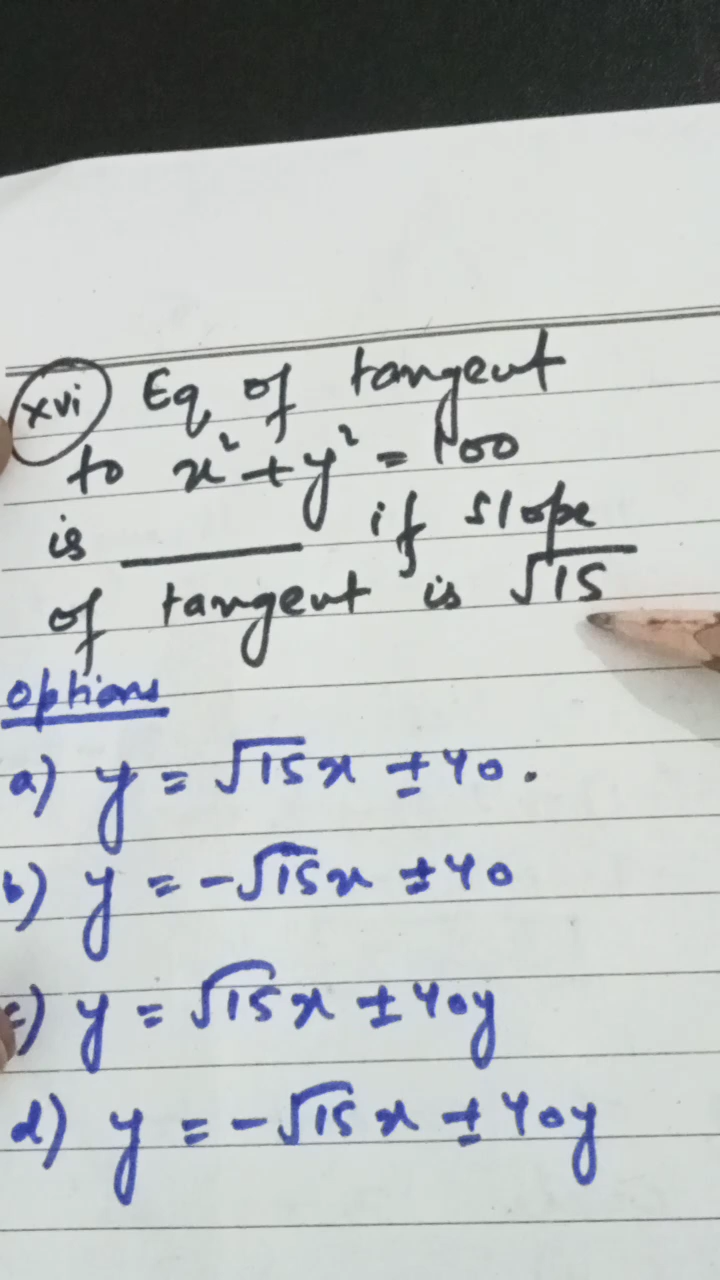 xvi) Eq of tangent
to x² + y² = 100
is ________ if slope
of tangent is √15
options
a) y = √15x ± 40.
b) y = -√15x ± 40
c) y = √15x ± 40y
d) y = -√15x ± 40y